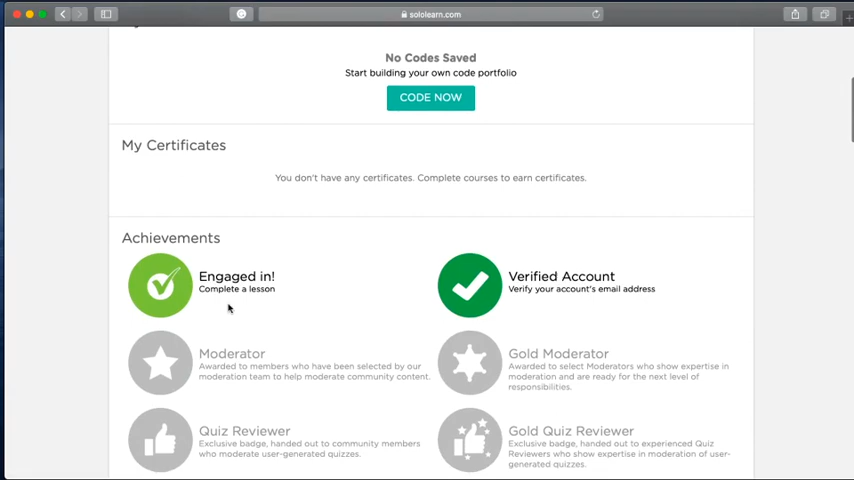 sololearn.com
No Codes Saved
Start building your own code portfolio
CODE NOW
My Certificates
You don't have any certificates. Complete courses to earn certificates.
Achievements
Engaged in!
Complete a lesson
Verified Account
Verify your account's email address
Moderator
Awarded to members who have been selected by our
moderation team to help moderate community content.
Gold Moderator
Awarded to select Moderators who show expertise in
moderation and are ready for the next level of
responsibilities.
Quiz Reviewer
Exclusive badge, handed out to community members
who moderate user-generated quizzes.
Gold Quiz Reviewer
Exclusive badge, handed out to experienced Quiz
Reviewers who show expertise in moderation of user-
generated quizzes.